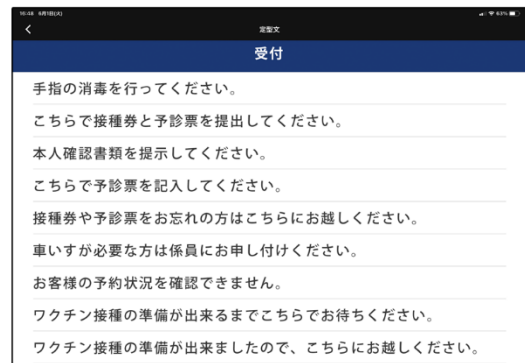 16:48 6月1日(火)
63%
定型文
受付
手指の消毒を行ってください。
こちらで接種券と予診票を提出してください。
本人確認書類を提示してください。
こちらで予診票を記入してください。
接種券や予診票をお忘れの方はこちらにお越しください。
車いすが必要な方は係員にお申し付けください。
お客様の予約状況を確認できません。
ワクチン接種の準備が出来るまでこちらでお待ちください。
ワクチン接種の準備が出来ましたので、こちらにお越しください。